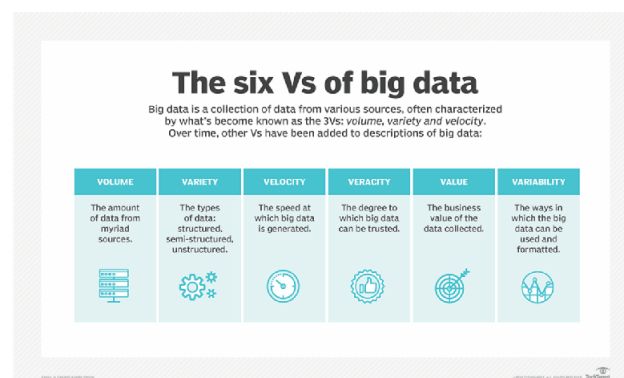 The six Vs of big data
Big data is a collection of data from various sources, often characterized
by what's become known as the 3Vs: volume, variety and velocity.
Over time, other Vs have been added to descriptions of big data:
VOLUME
The amount
of data from
myriad
sources.
VARIETY
The types
of data:
structured,
semi-structured,
unstructured.
VELOCITY
The speed at
which big data
is generated.
VERACITY
The degree to
which big data
can be trusted.
VALUE
The business
value of the
data collected.
VARIABILITY
The ways in
which the big
data can be
used and
formatted.